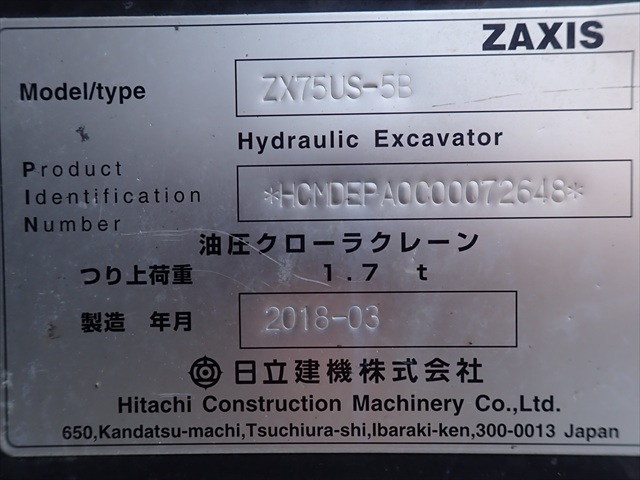 ZAXIS
Model/type ZX75US-5B
Hydraulic Excavator
Product
Identification *HCMDEPA0C00072648*
Number
油圧クローラクレーン
つり上荷重 1.7 t
製造 年月 2018-03
日立建機株式会社
Hitachi Construction Machinery Co.,Ltd.
650,Kandatsu-machi,Tsuchiura-shi,Ibaraki-ken,300-0013 Japan